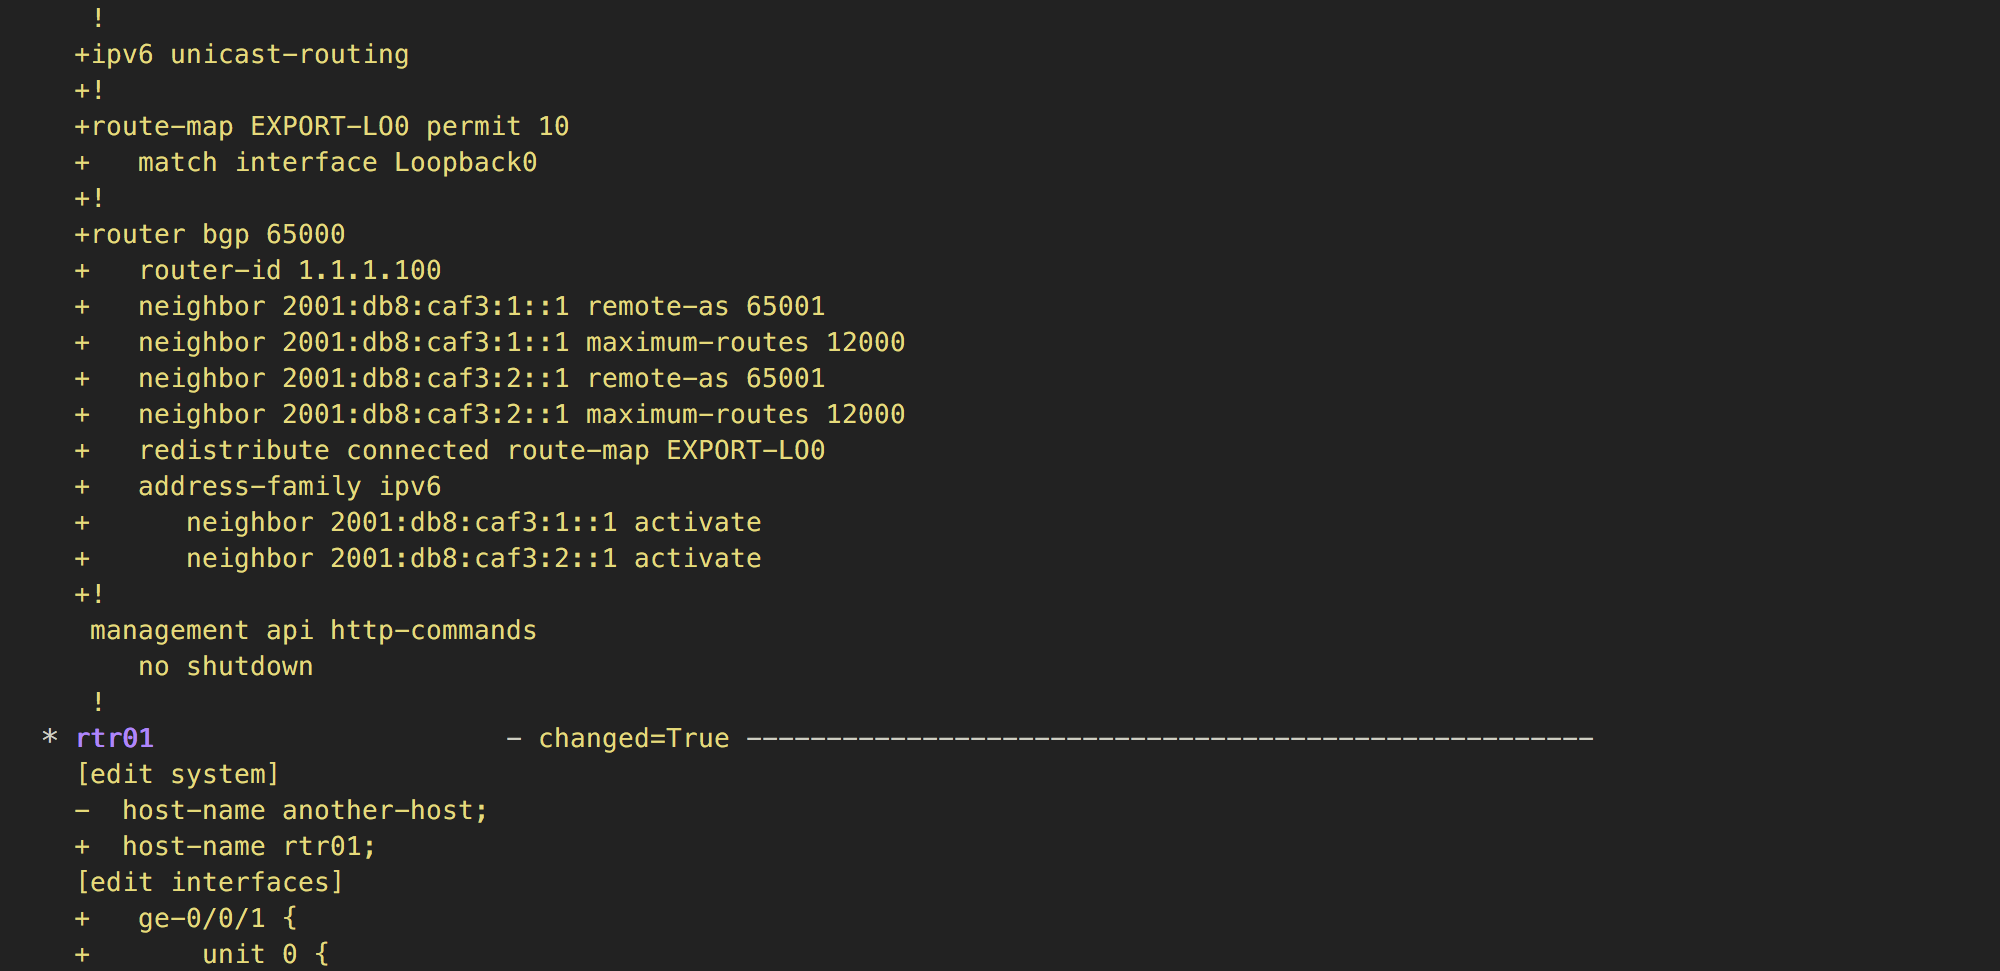 !
+ipv6 unicast-routing
+!
+route-map EXPORT-LO0 permit 10
+   match interface Loopback0
+!
+router bgp 65000
+   router-id 1.1.1.100
+   neighbor 2001:db8:caf3:1::1 remote-as 65001
+   neighbor 2001:db8:caf3:1::1 maximum-routes 12000
+   neighbor 2001:db8:caf3:2::1 remote-as 65001
+   neighbor 2001:db8:caf3:2::1 maximum-routes 12000
+   redistribute connected route-map EXPORT-LO0
+   address-family ipv6
+      neighbor 2001:db8:caf3:1::1 activate
+      neighbor 2001:db8:caf3:2::1 activate
+!
 management api http-commands
    no shutdown
 !
* rtr01                      - changed=True -----------------------------------------------------
[edit system]
-  host-name another-host;
+  host-name rtr01;
[edit interfaces]
+   ge-0/0/1 {
+       unit 0 {